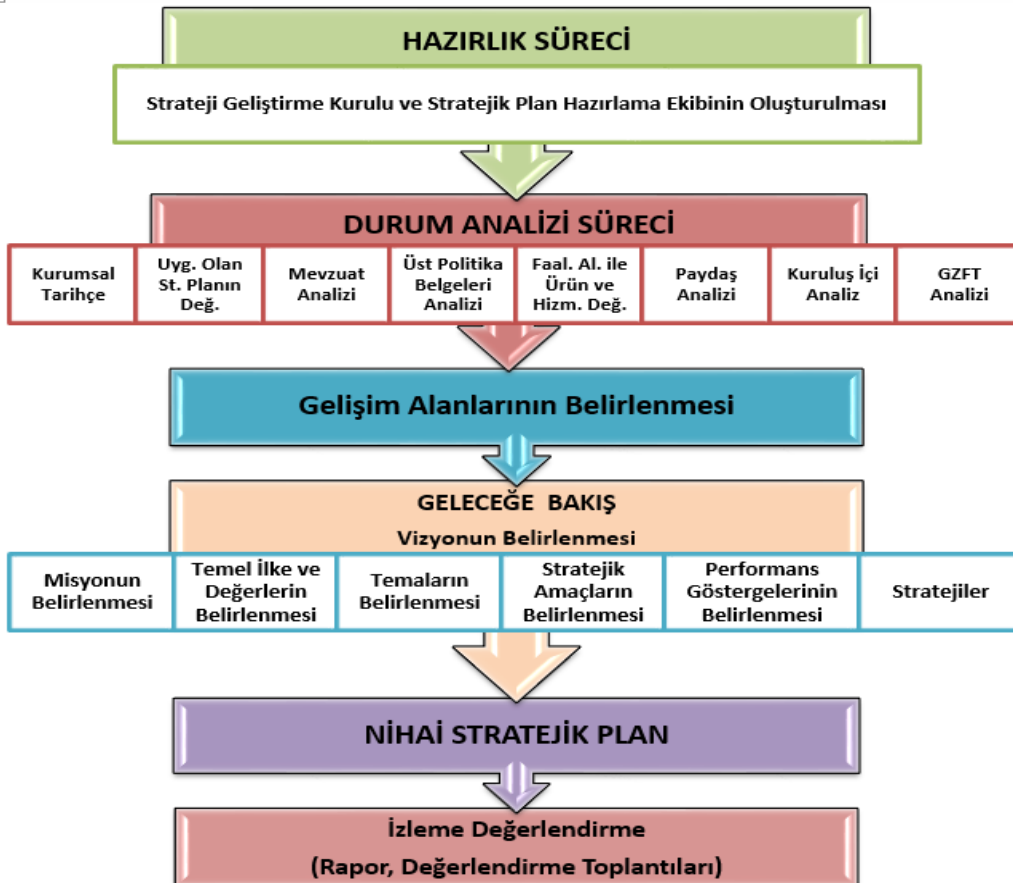 HAZIRLIK SÜRECİ
Strateji Geliştirme Kurulu ve Stratejik Plan Hazırlama Ekibinin Oluşturulması
DURUM ANALİZİ SÜRECİ
Kurumsal
Tarihçe
Uyg. Olan
St. Planın
Değ.
Mevzuat
Analizi
Üst Politika
Belgeleri
Analizi
Faal. Al. ile
Ürün ve
Hizm. Değ.
Paydaş
Analizi
Kuruluş İçi
Analiz
GZFT
Analizi
Gelişim Alanlarının Belirlenmesi
GELECEĞE BAKIŞ
Vizyonun Belirlenmesi
Misyonun
Belirlenmesi
Temel İlke ve
Değerlerin
Belirlenmesi
Temaların
Belirlenmesi
Stratejik
Amaçların
Belirlenmesi
Performans
Göstergelerinin
Belirlenmesi
Stratejiler
NİHAİ STRATEJİK PLAN
İzleme Değerlendirme
(Rapor, Değerlendirme Toplantıları)